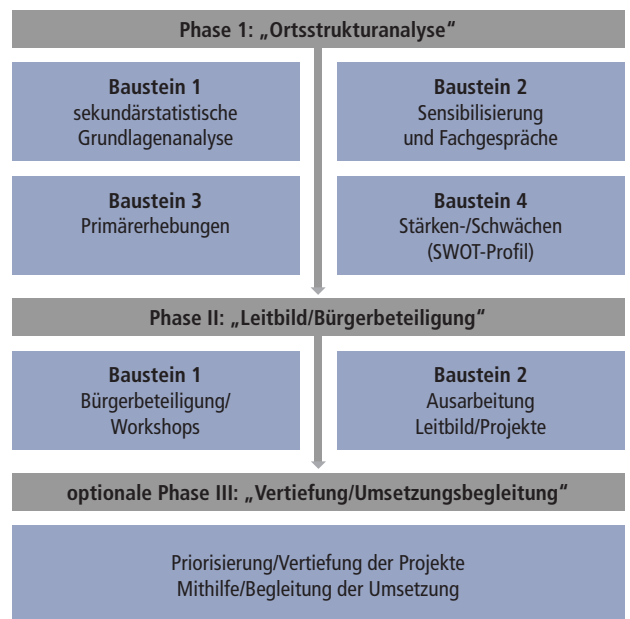 Phase 1: „Ortsstrukturanalyse“
Baustein 1
sekundärstatistische
Grundlagenanalyse
Baustein 2
Sensibilisierung
und Fachgespräche
Baustein 3
Primärerhebungen
Baustein 4
Stärken-/Schwächen
(SWOT-Profil)
Phase II: „Leitbild/Bürgerbeteiligung“
Baustein 1
Bürgerbeteiligung/
Workshops
Baustein 2
Ausarbeitung
Leitbild/Projekte
optionale Phase III: „Vertiefung/Umsetzungsbegleitung“
Priorisierung/Vertiefung der Projekte
Mithilfe/Begleitung der Umsetzung